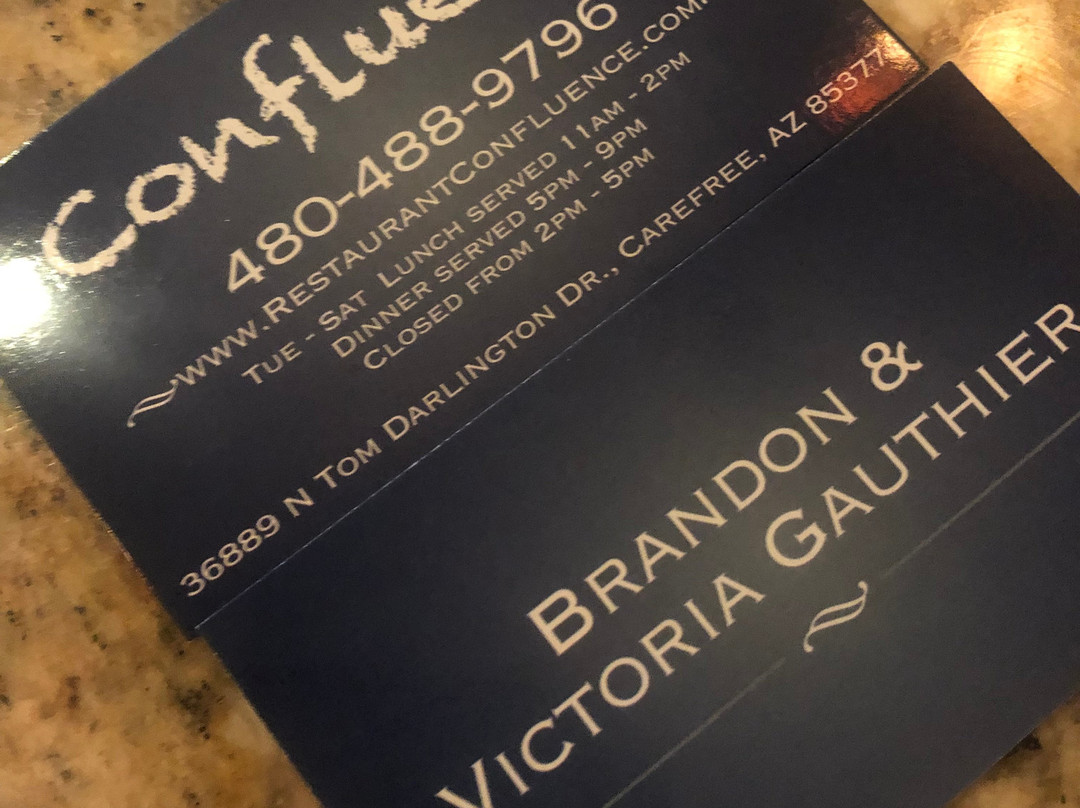 Conflue
480-488-9796
www.RestaurantConfluence.com
Tue - Sat Lunch served 11am - 2pm
Dinner served 5pm - 9pm
Closed from 2pm - 5pm
36889 N Tom Darlington Dr., Carefree, AZ 85377
Brandon &
Victoria Gauthier